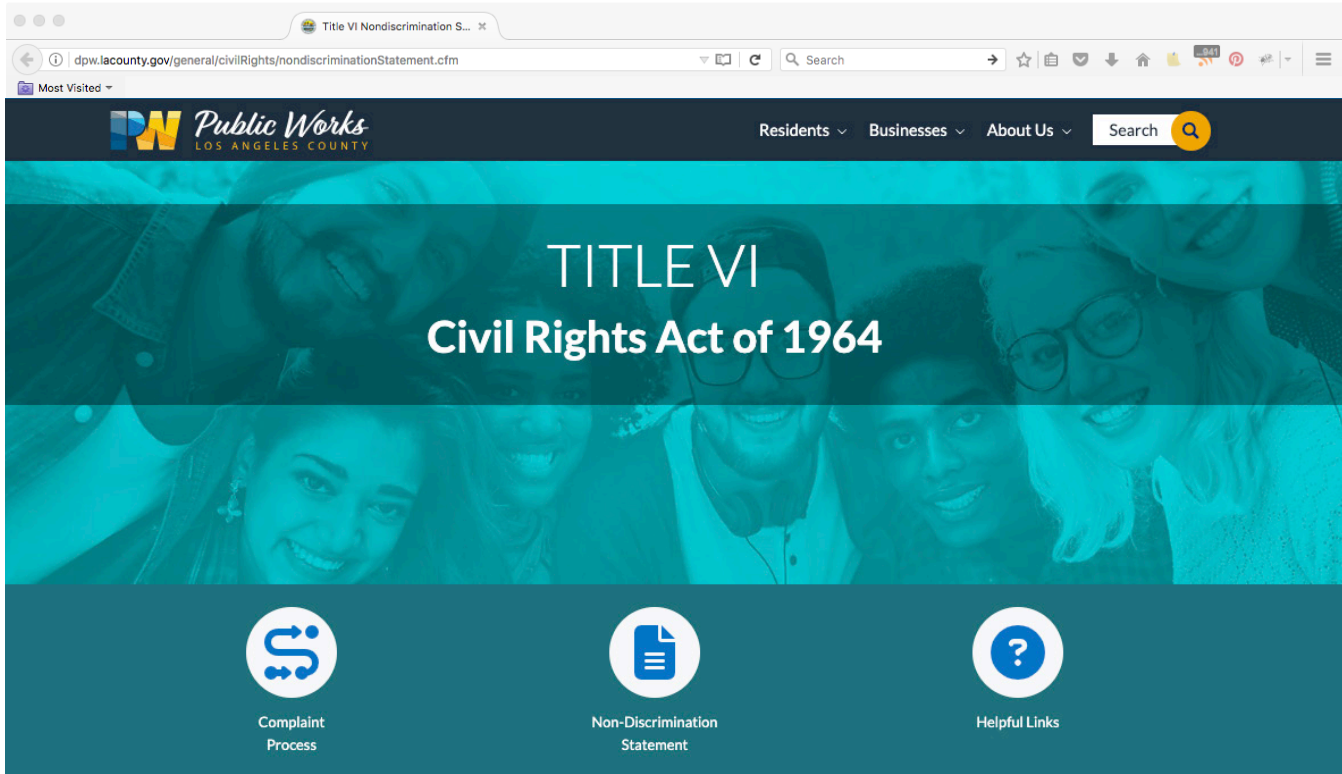 Title VI Nondiscrimination S...
dpw.lacounty.gov/general/civilRights/nondiscriminationStatement.cfm
Search
941
Most Visited
PW Public Works
LOS ANGELES COUNTY
Residents
Businesses
About Us
Search
TITLE VI
Civil Rights Act of 1964
Complaint
Process
Non-Discrimination
Statement
Helpful Links